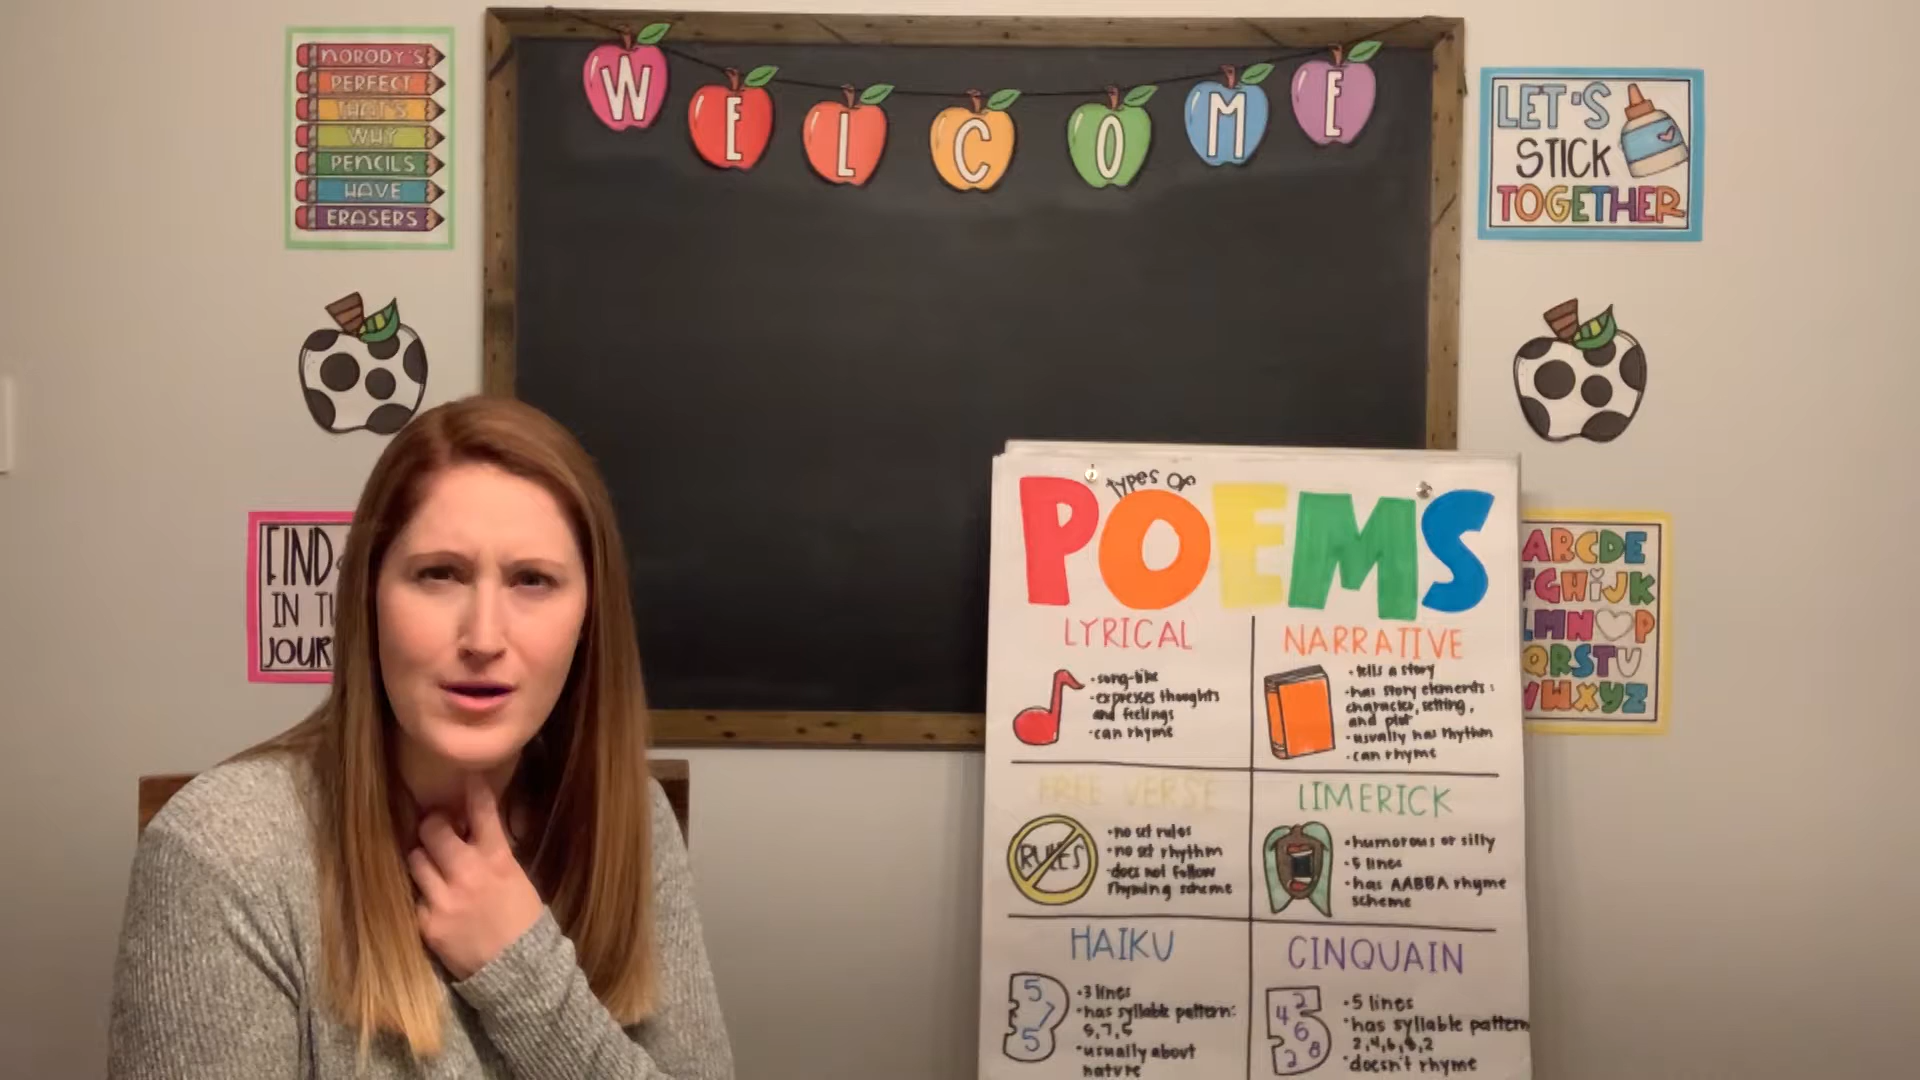 NOBODY'S
PERFECT
THAT'S
WHY
PENCILS
HAVE
ERASERS
WELCOME
LET'S
STICK
TOGETHER
FIND
IN
JOUR
types of
POEMS
LYRICAL
•song-like
•expresses thoughts
and feelings
•can rhyme
NARRATIVE
•tells a story
•has story elements:
character, setting,
and plot
•usually has rhythm
•can rhyme
FREE VERSE
RULES
•no set rules
•no set rhythm
•does not follow
rhyming scheme
LIMERICK
•humorous or silly
•5 lines
•has AABBA rhyme
scheme
HAIKU
5
7
5
•3 lines
•has syllable pattern:
5,7,5
•usually about
nature
CINQUAIN
2
4
6
8
2
•5 lines
•has syllable pattern
2,4,6,8,2
•doesn't rhyme
ABCDE
FGHIJK
LMNOP
QRSTU
VWXYZ